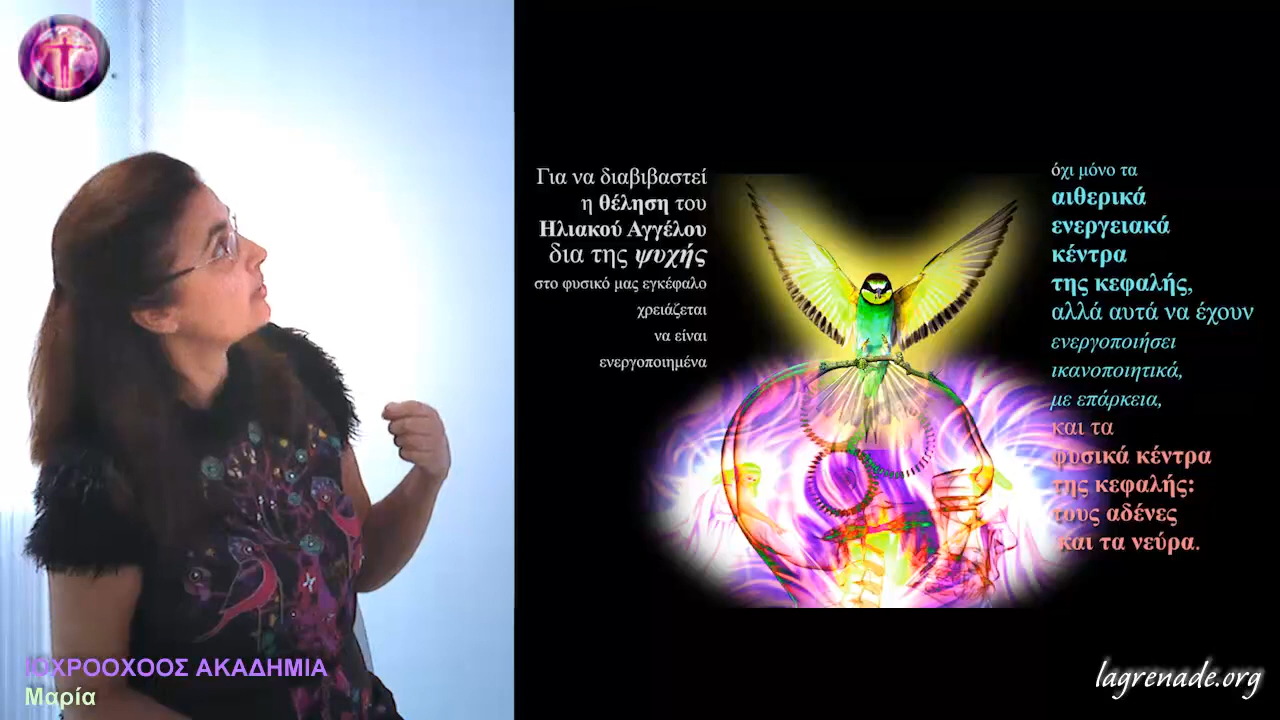 Για να διαβιβαστεί
η θέληση του
Ηλιακού Αγγέλου
δια της ψυχής
στο φυσικό μας εγκέφαλο
χρειάζεται
να είναι
ενεργοποιημένα
όχι μόνο τα
αιθερικά
ενεργειακά
κέντρα
της κεφαλής,
αλλά αυτά να έχουν
ενεργοποιήσει
ικανοποιητικά,
με επάρκεια,
και τα
φυσικά κέντρα
της κεφαλής:
τους αδένες
και τα νεύρα.
ΙΟΧΡΟΟΧΟΟΣ ΑΚΑΔΗΜΙΑ
Μαρία
lagrenade.org